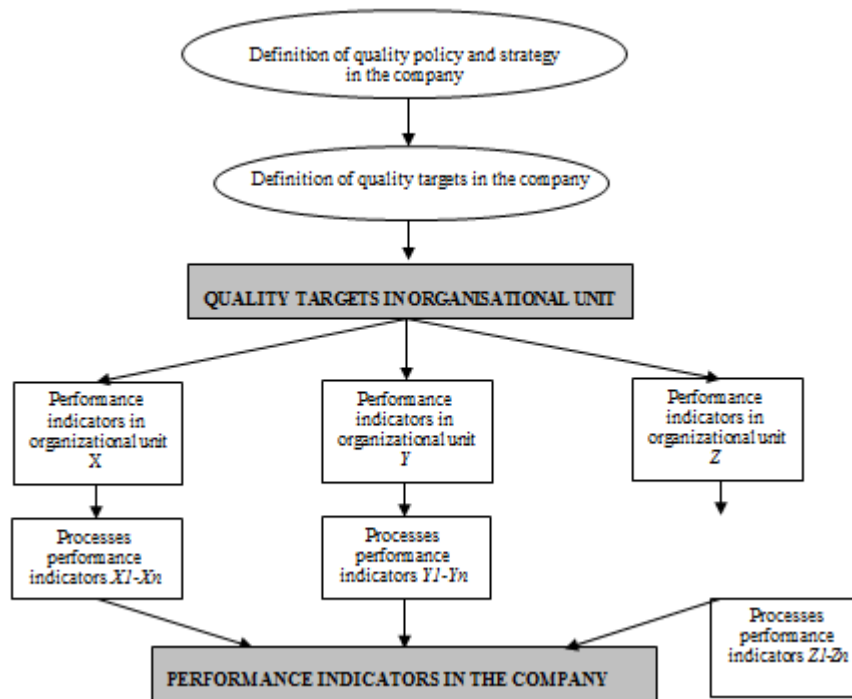 Definition of quality policy and strategy
in the company
Definition of quality targets in the company
QUALITY TARGETS IN ORGANISATIONAL UNIT
Performance
indicators in
organizational unit
X
Performance
indicators in
organizational unit
Y
Performance
indicators in
organizational unit
Z
Processes
performance
indicators X1-Xn
Processes
performance
indicators Y1-Yn
Processes
performance
indicators Z1-Zn
PERFORMANCE INDICATORS IN THE COMPANY